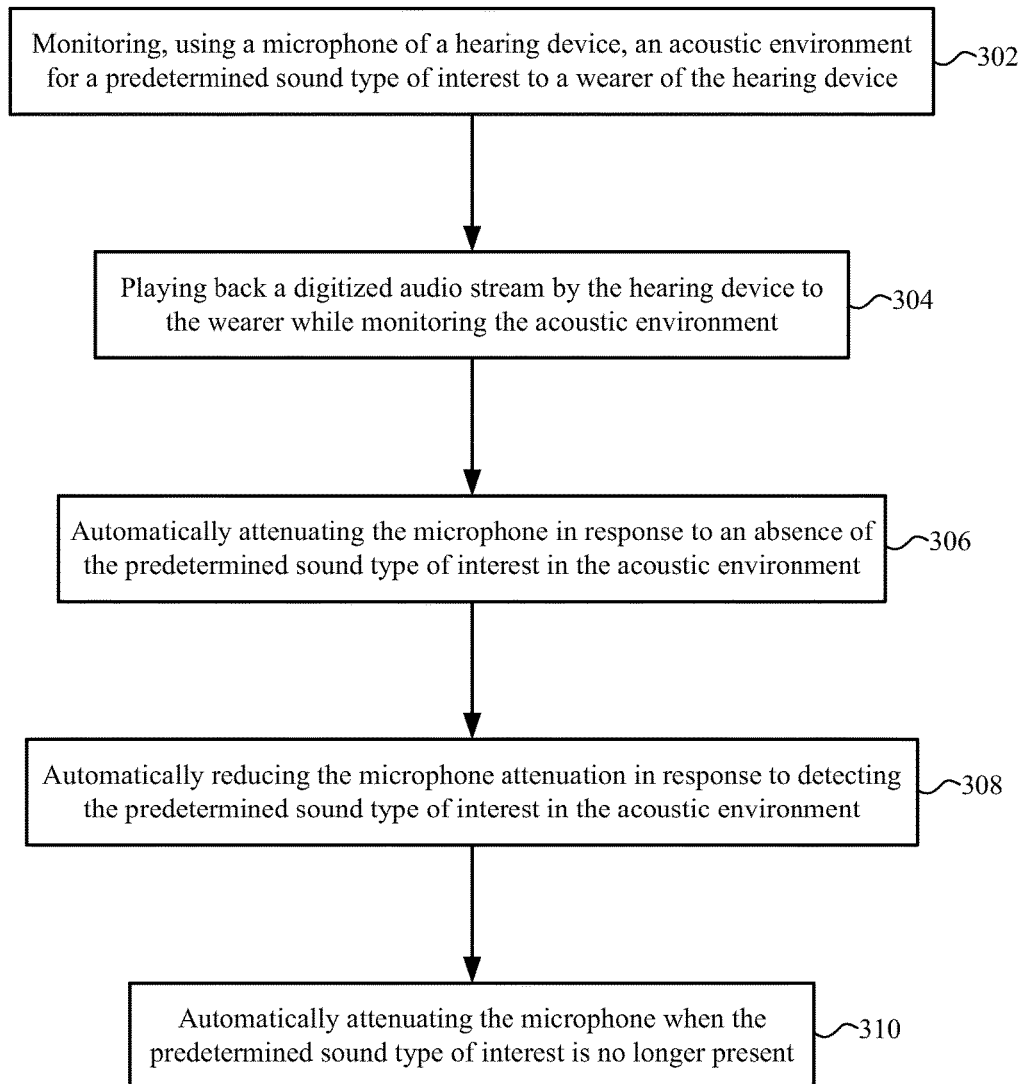 Monitoring, using a microphone of a hearing device, an acoustic environment
for a predetermined sound type of interest to a wearer of the hearing device
302
Playing back a digitized audio stream by the hearing device to
the wearer while monitoring the acoustic environment
304
Automatically attenuating the microphone in response to an absence of
the predetermined sound type of interest in the acoustic environment
306
Automatically reducing the microphone attenuation in response to detecting
the predetermined sound type of interest in the acoustic environment
308
Automatically attenuating the microphone when the
predetermined sound type of interest is no longer present
310